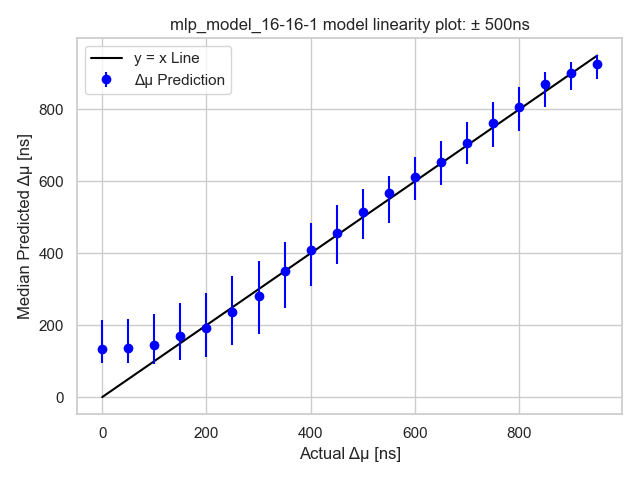 mlp_model_16-16-1 model linearity plot: ± 500ns
y = x Line
Δμ Prediction
Median Predicted Δμ [ns]
800
600
400
200
0
0 200 400 600 800
Actual Δμ [ns]